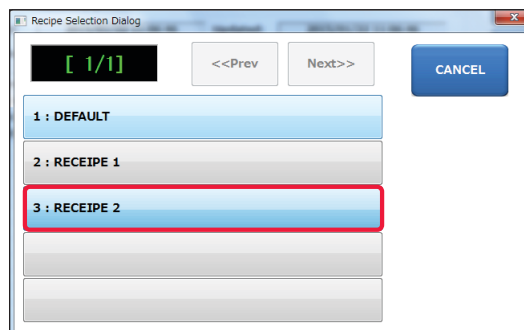 Recipe Selection Dialog
[ 1/1]
<<Prev
Next>>
CANCEL
1 : DEFAULT
2 : RECEIPE 1
3 : RECEIPE 2